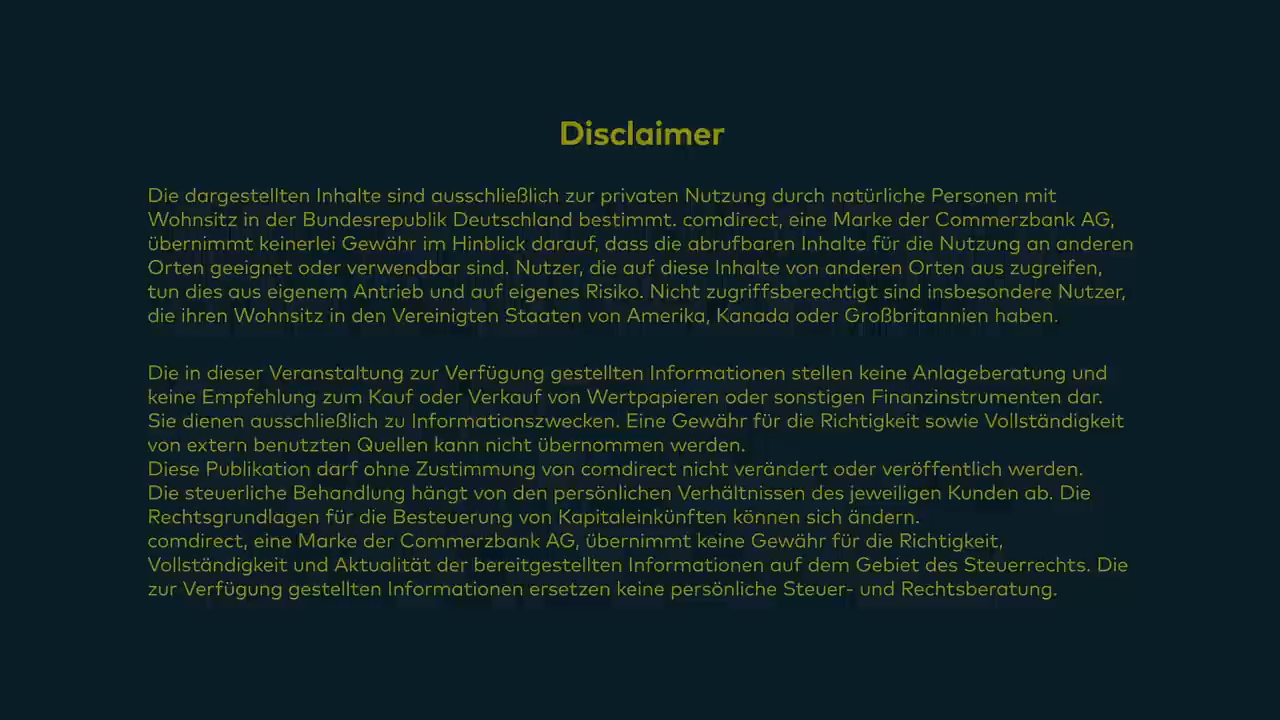 Disclaimer
Die dargestellten Inhalte sind ausschließlich zur privaten Nutzung durch natürliche Personen mit
Wohnsitz in der Bundesrepublik Deutschland bestimmt. comdirect, eine Marke der Commerzbank AG,
übernimmt keinerlei Gewähr im Hinblick darauf, dass die abrufbaren Inhalte für die Nutzung an anderen
Orten geeignet oder verwendbar sind. Nutzer, die auf diese Inhalte von anderen Orten aus zugreifen,
tun dies aus eigenem Antrieb und auf eigenes Risiko. Nicht zugriffsberechtigt sind insbesondere Nutzer,
die ihren Wohnsitz in den Vereinigten Staaten von Amerika, Kanada oder Großbritannien haben.
Die in dieser Veranstaltung zur Verfügung gestellten Informationen stellen keine Anlageberatung und
keine Empfehlung zum Kauf oder Verkauf von Wertpapieren oder sonstigen Finanzinstrumenten dar.
Sie dienen ausschließlich zu Informationszwecken. Eine Gewähr für die Richtigkeit sowie Vollständigkeit
von extern benutzten Quellen kann nicht übernommen werden.
Diese Publikation darf ohne Zustimmung von comdirect nicht verändert oder veröffentlich werden.
Die steuerliche Behandlung hängt von den persönlichen Verhältnissen des jeweiligen Kunden ab. Die
Rechtsgrundlagen für die Besteuerung von Kapitaleinkünften können sich ändern.
comdirect, eine Marke der Commerzbank AG, übernimmt keine Gewähr für die Richtigkeit,
Vollständigkeit und Aktualität der bereitgestellten Informationen auf dem Gebiet des Steuerrechts. Die
zur Verfügung gestellten Informationen ersetzen keine persönliche Steuer- und Rechtsberatung.